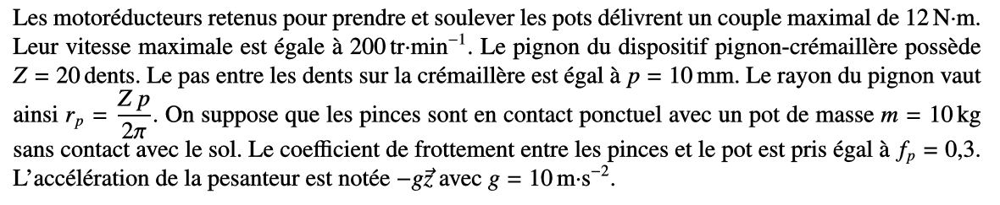 Les motoréducteurs retenus pour prendre et soulever les pots délivrent un couple maximal de 12 N·m.
Leur vitesse maximale est égale à 200 tr·min⁻¹. Le pignon du dispositif pignon-crémaillère possède
Z = 20 dents. Le pas entre les dents sur la crémaillère est égal à p = 10 mm. Le rayon du pignon vaut
ainsi r_p = \frac{Z p}{2π}. On suppose que les pinces sont en contact ponctuel avec un pot de masse m = 10 kg
sans contact avec le sol. Le coefficient de frottement entre les pinces et le pot est pris égal à f_p = 0,3.
L'accélération de la pesanteur est notée −g\vec{z} avec g = 10 m·s⁻².